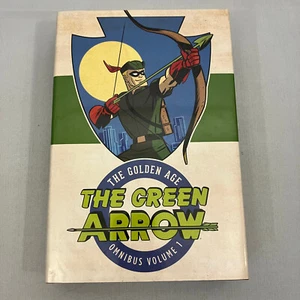 THE GOLDEN AGE
THE GREEN
ARROW
OMNIBUS VOLUME 1